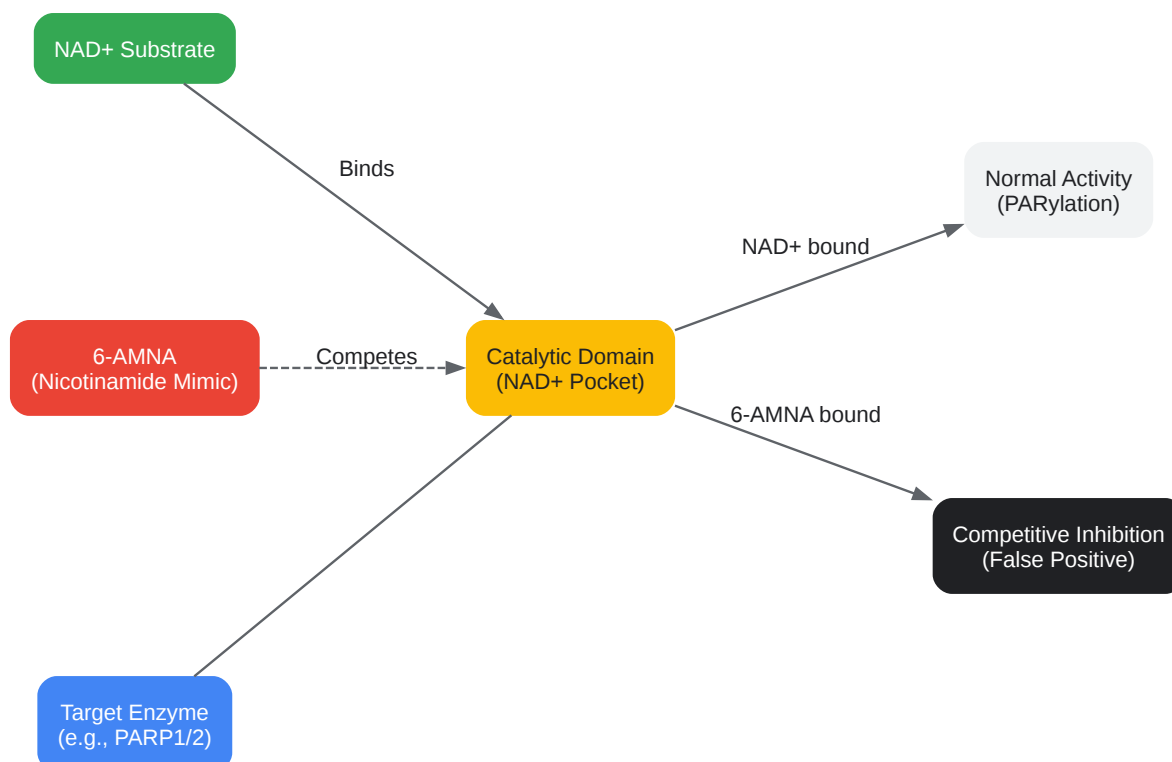 NAD+ Substrate
Binds
Normal Activity
(PARylation)
NAD+ bound
6-AMNA
(Nicotinamide Mimic)
Competes
Catalytic Domain
(NAD+ Pocket)
6-AMNA bound
Competitive Inhibition
(False Positive)
Target Enzyme
(e.g., PARP1/2)